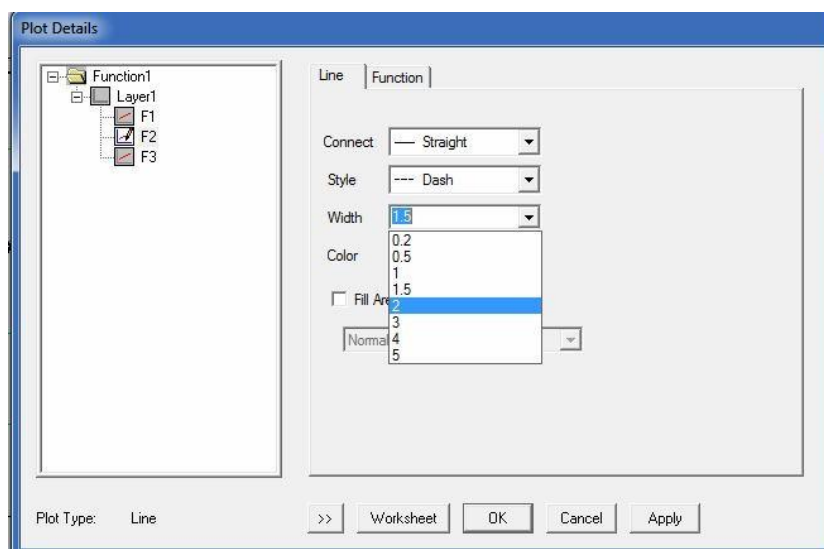 Plot Details
Function1
Layer1
F1
F2
F3
Line
Function
Connect
Straight
Style
Dash
Width
1.5
0.2
0.5
1
1.5
2
3
4
5
Color
Fill
Normal
Plot Type: Line
>> Worksheet OK Cancel Apply